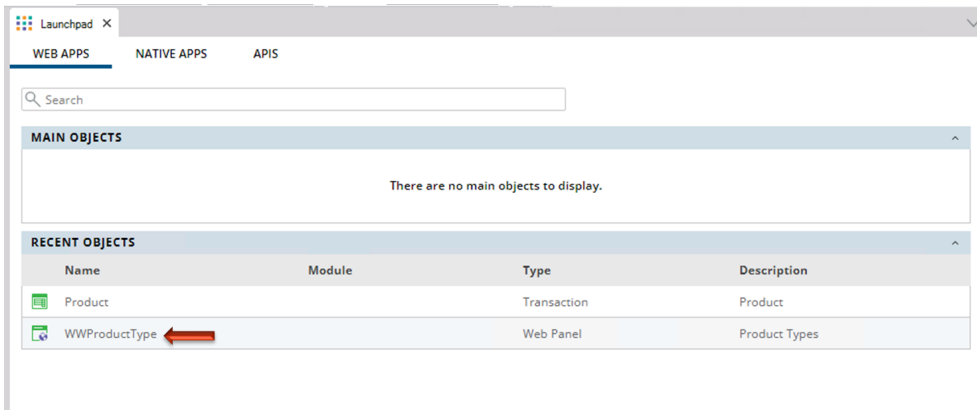 Launchpad
WEB APPS NATIVE APPS APIS
Search
MAIN OBJECTS
There are no main objects to display.
RECENT OBJECTS
Name Module Type Description
Product Transaction Product
WWProductType Web Panel Product Types